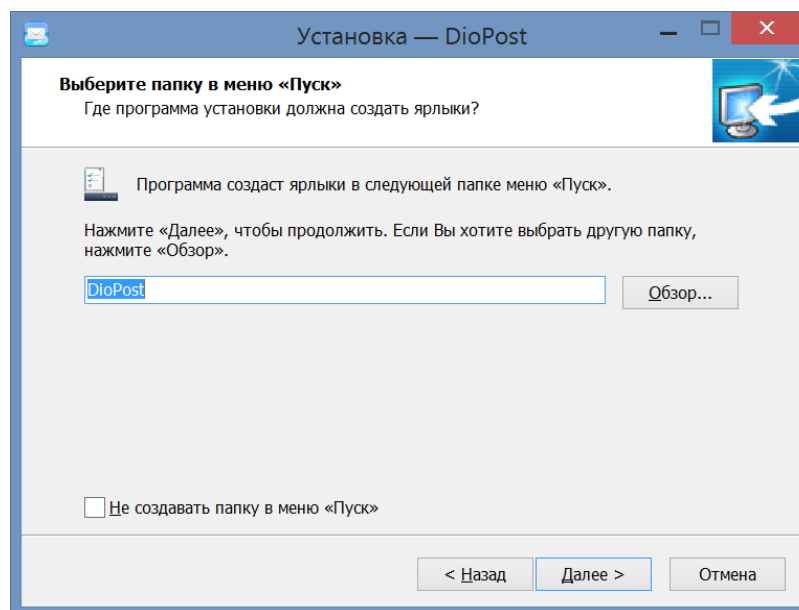 Установка — DioPost
Выберите папку в меню «Пуск»
Где программа установки должна создать ярлыки?
Программа создаст ярлыки в следующей папке меню «Пуск».
Нажмите «Далее», чтобы продолжить. Если Вы хотите выбрать другую папку,
нажмите «Обзор».
DioPost
Обзор...
Не создавать папку в меню «Пуск»
< Назад
Далее >
Отмена